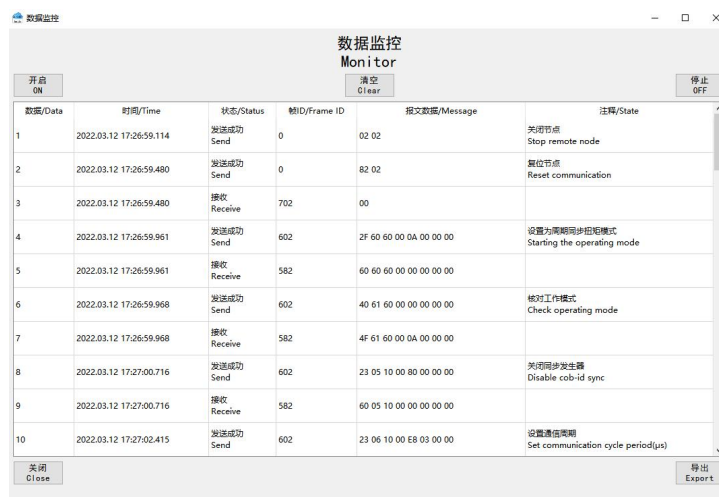 数据监控
数据监控
Monitor
开启
ON
清空
Clear
停止
OFF
数据/Data 时间/Time 状态/Status 帧ID/Frame ID 报文数据/Message 注释/State
1 2022.03.12 17:26:59.114 发送成功 Send 0 02 02 关闭节点 Stop remote node
2 2022.03.12 17:26:59.480 发送成功 Send 0 82 02 复位节点 Reset communication
3 2022.03.12 17:26:59.480 接收 Receive 702 00
4 2022.03.12 17:26:59.961 发送成功 Send 602 2F 60 60 00 0A 00 00 00 设置为周期同步扭矩模式 Starting the operating mode
5 2022.03.12 17:26:59.961 接收 Receive 582 60 60 60 00 00 00 00 00
6 2022.03.12 17:26:59.968 发送成功 Send 602 40 61 60 00 00 00 00 00 核对工作模式 Check operating mode
7 2022.03.12 17:26:59.968 接收 Receive 582 4F 61 60 00 0A 00 00 00
8 2022.03.12 17:27:00.716 发送成功 Send 602 23 05 10 00 80 00 00 00 关闭同步发生器 Disable cob-id sync
9 2022.03.12 17:27:00.716 接收 Receive 582 60 05 10 00 00 00 00 00
10 2022.03.12 17:27:02.415 发送成功 Send 602 23 06 10 00 E8 03 00 00 设置通信周期 Set communication cycle period(μs)
关闭
Close
导出
Export